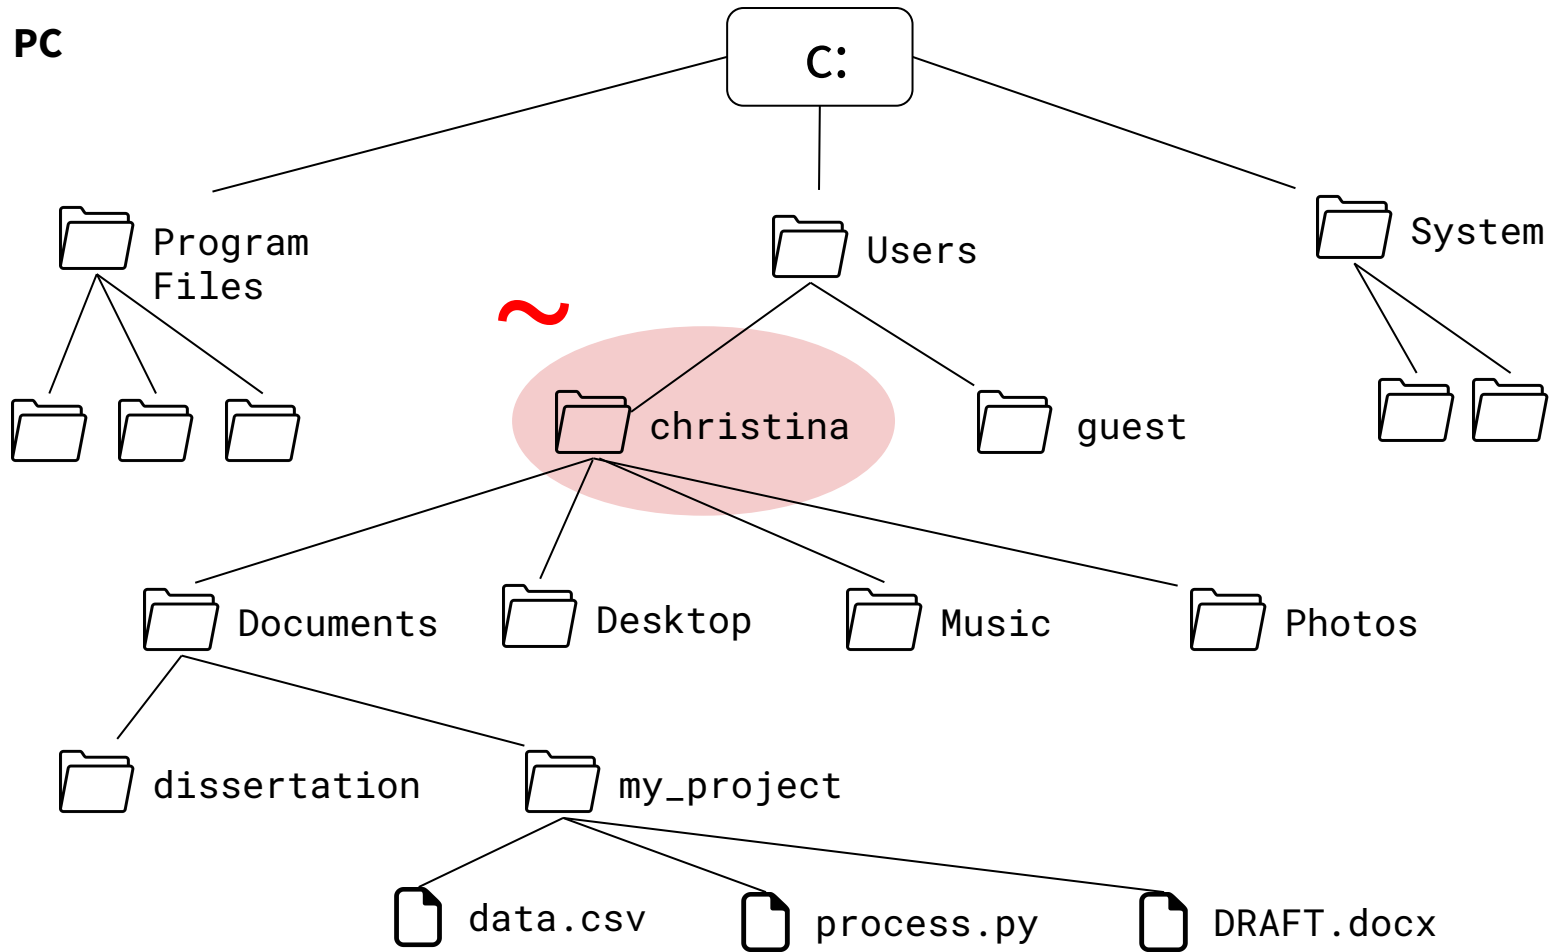 PC
C:
Program
Files
Users
System
~
christina
guest
Documents
Desktop
Music
Photos
dissertation
my_project
data.csv
process.py
DRAFT.docx